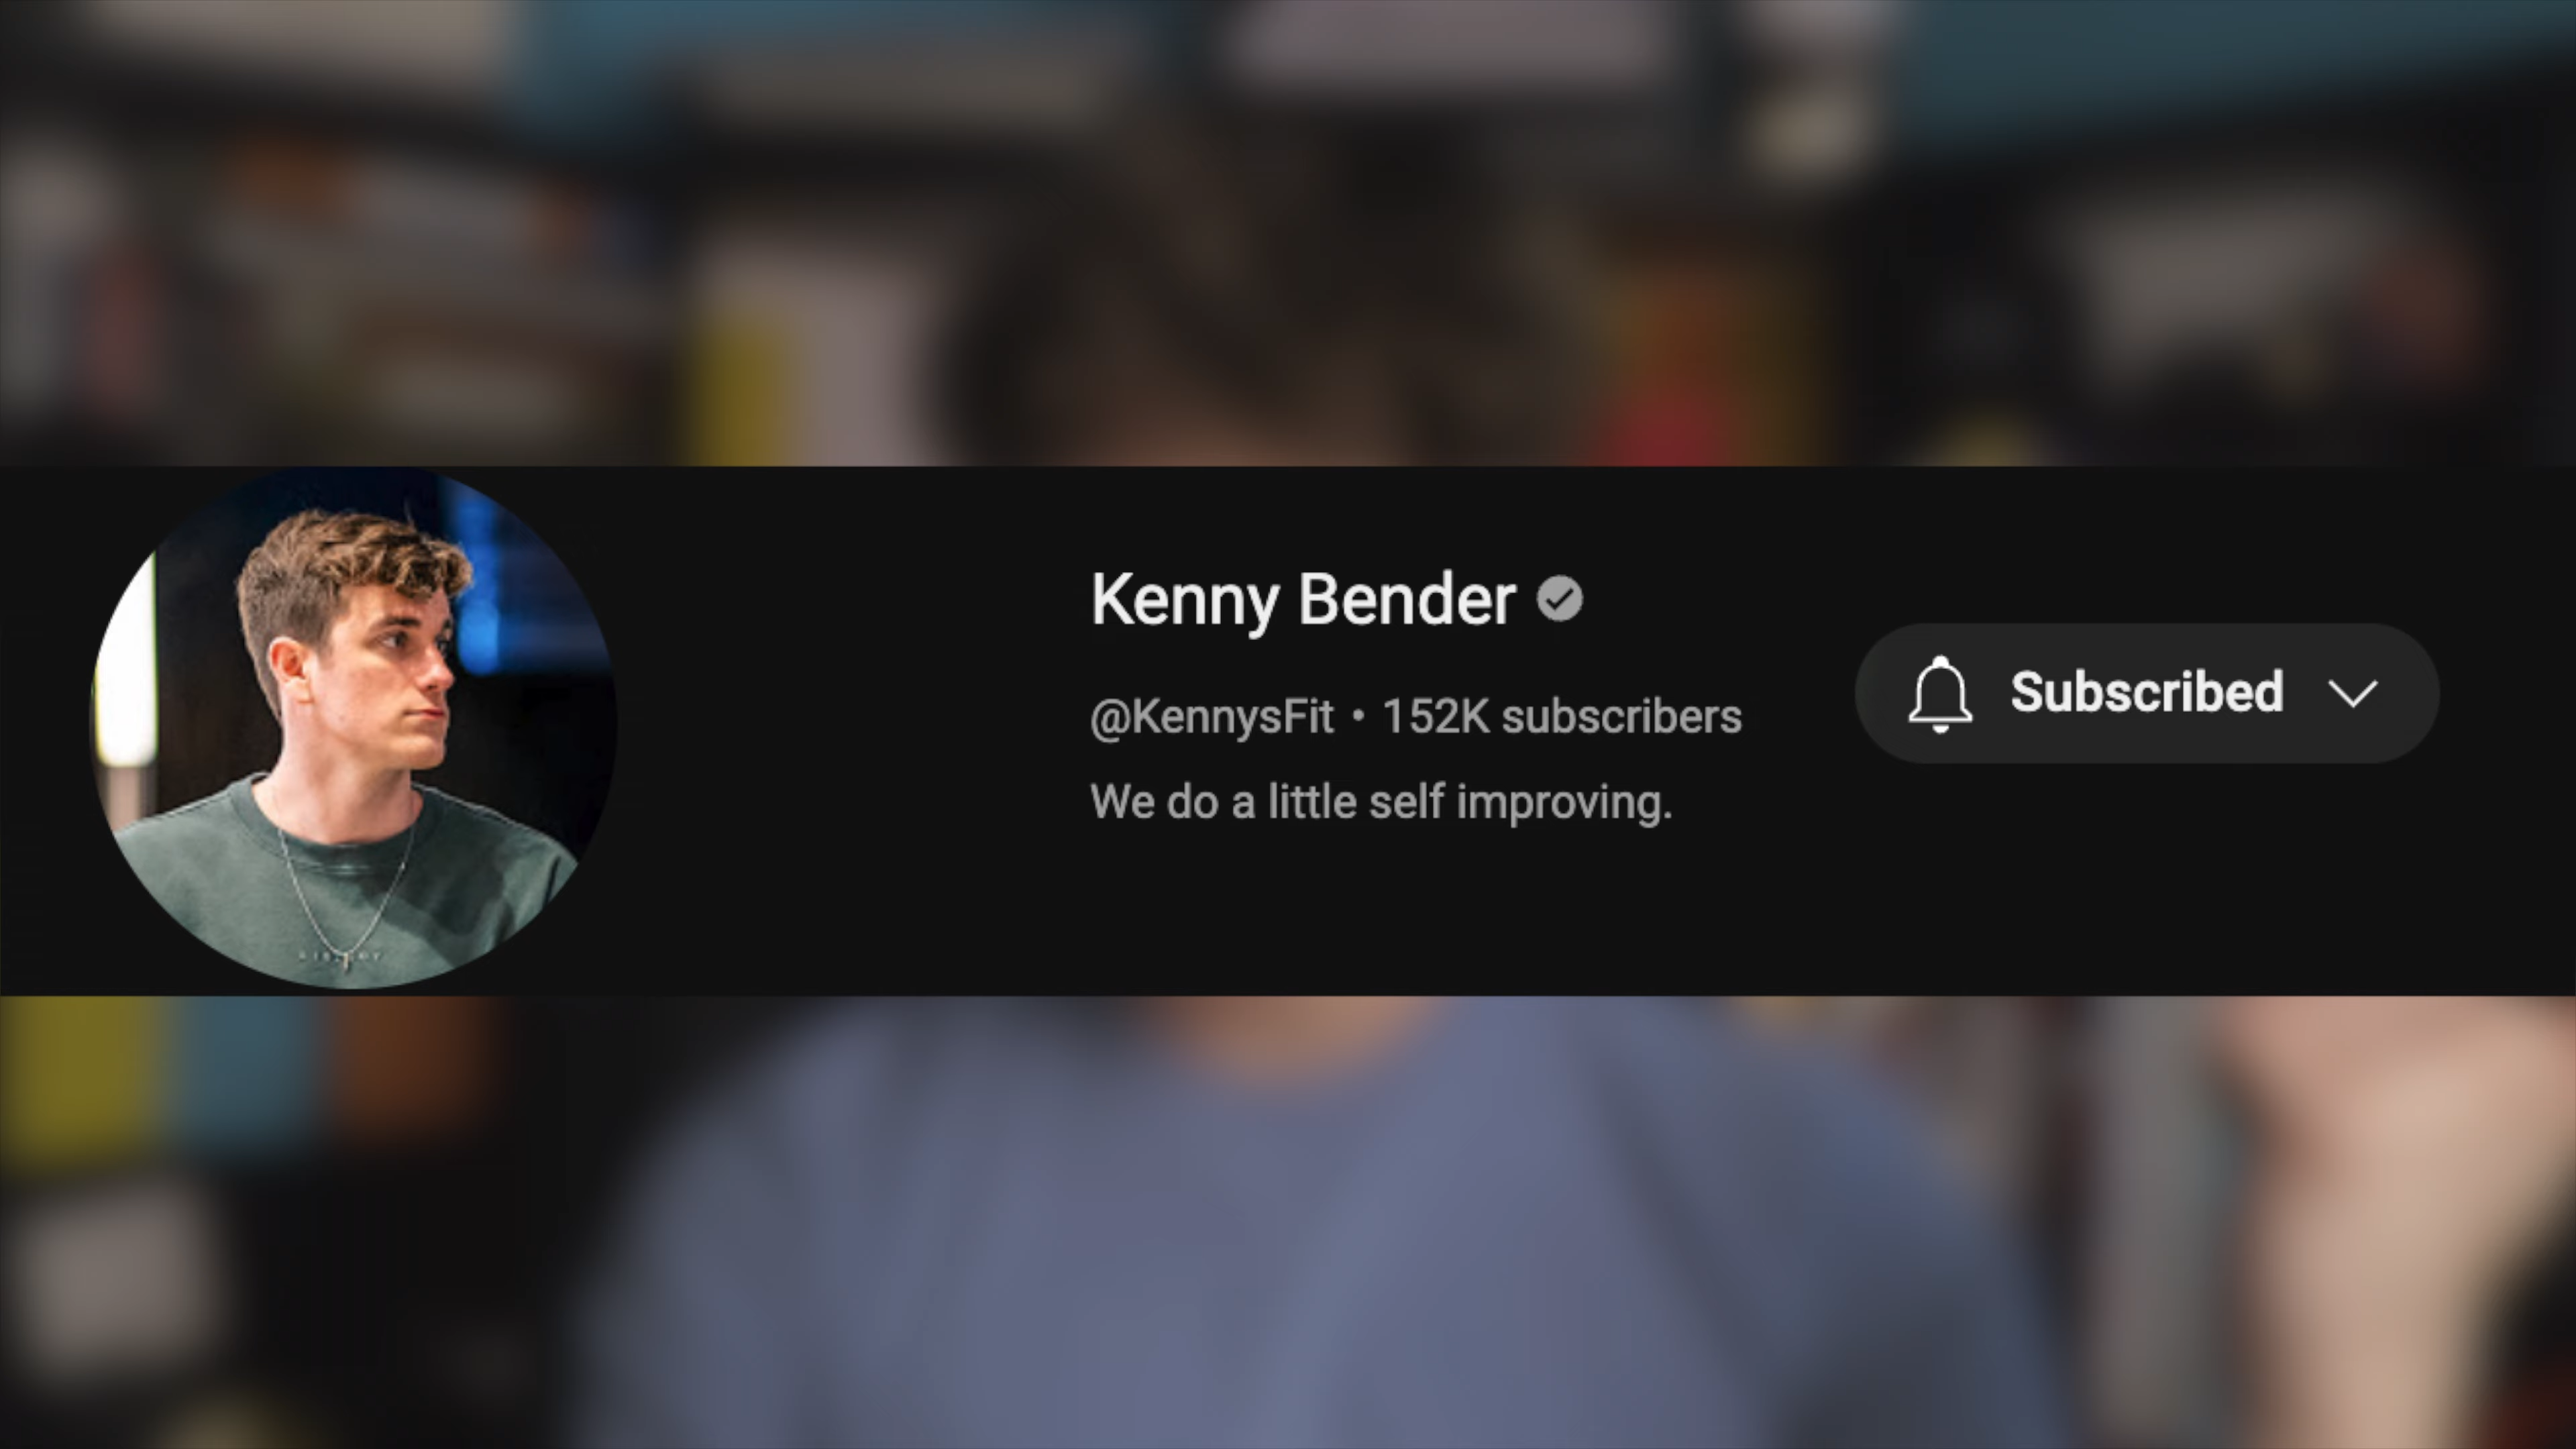 Kenny Bender
@KennysFit • 152K subscribers
We do a little self improving.
Subscribed